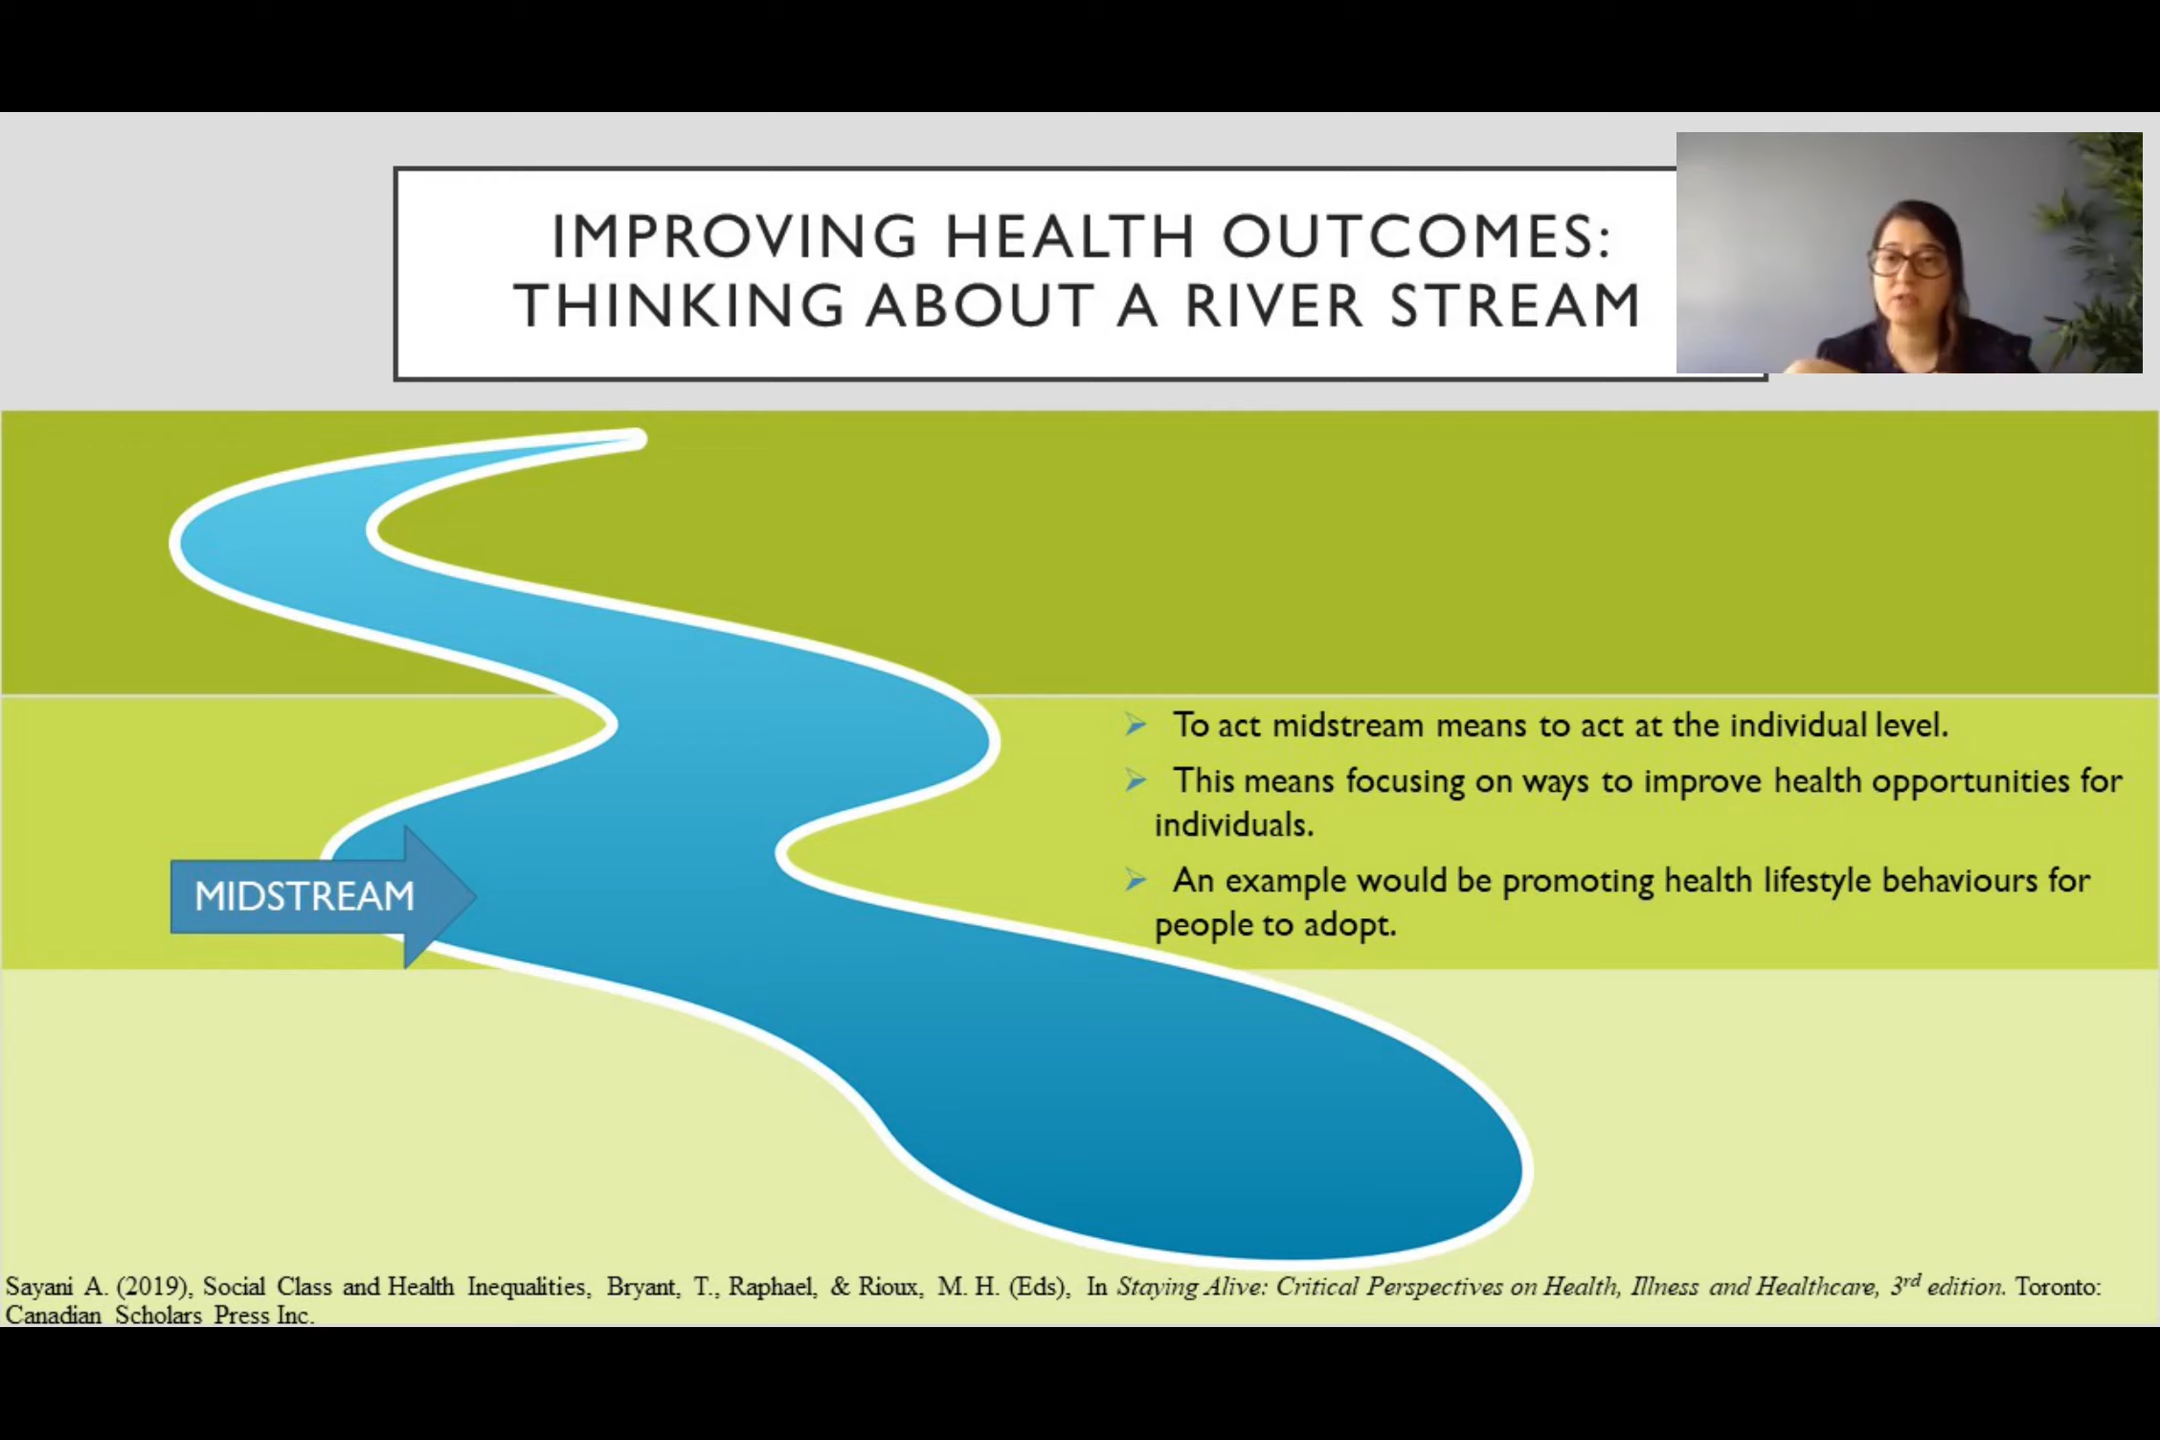 IMPROVING HEALTH OUTCOMES:
THINKING ABOUT A RIVER STREAM
To act midstream means to act at the individual level.
This means focusing on ways to improve health opportunities for
individuals.
An example would be promoting health lifestyle behaviours for
people to adopt.
MIDSTREAM
Sayani A. (2019), Social Class and Health Inequalities, Bryant, T., Raphael, & Rioux, M. H. (Eds), In Staying Alive: Critical Perspectives on Health, Illness and Healthcare, 3rd edition. Toronto:
Canadian Scholars Press Inc.